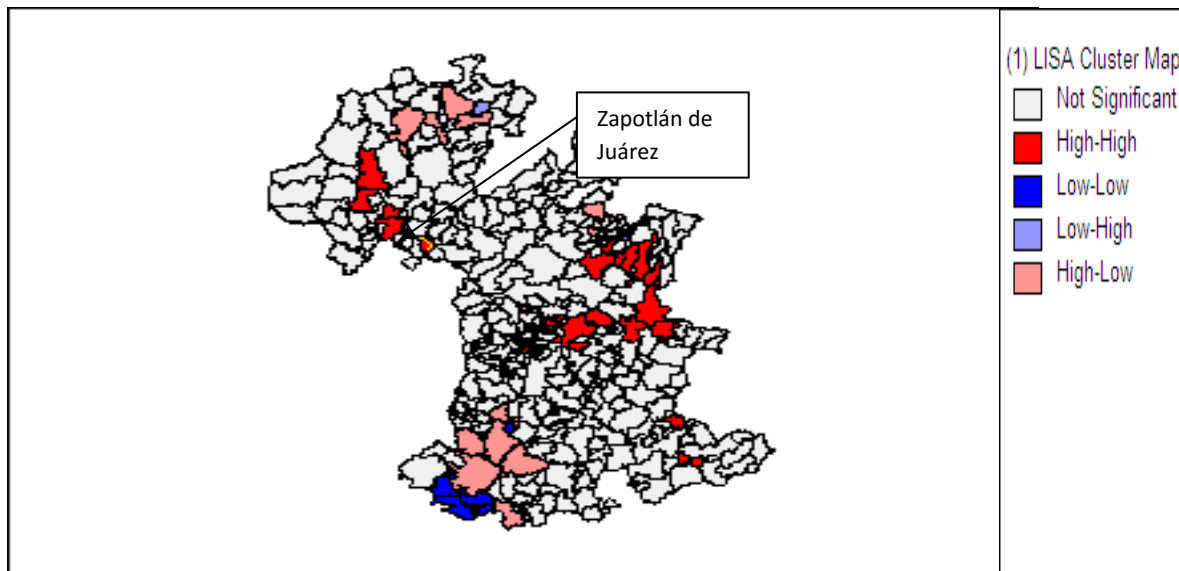 Zapotlán de
Juárez
(1) LISA Cluster Map
Not Significant
High-High
Low-Low
Low-High
High-Low